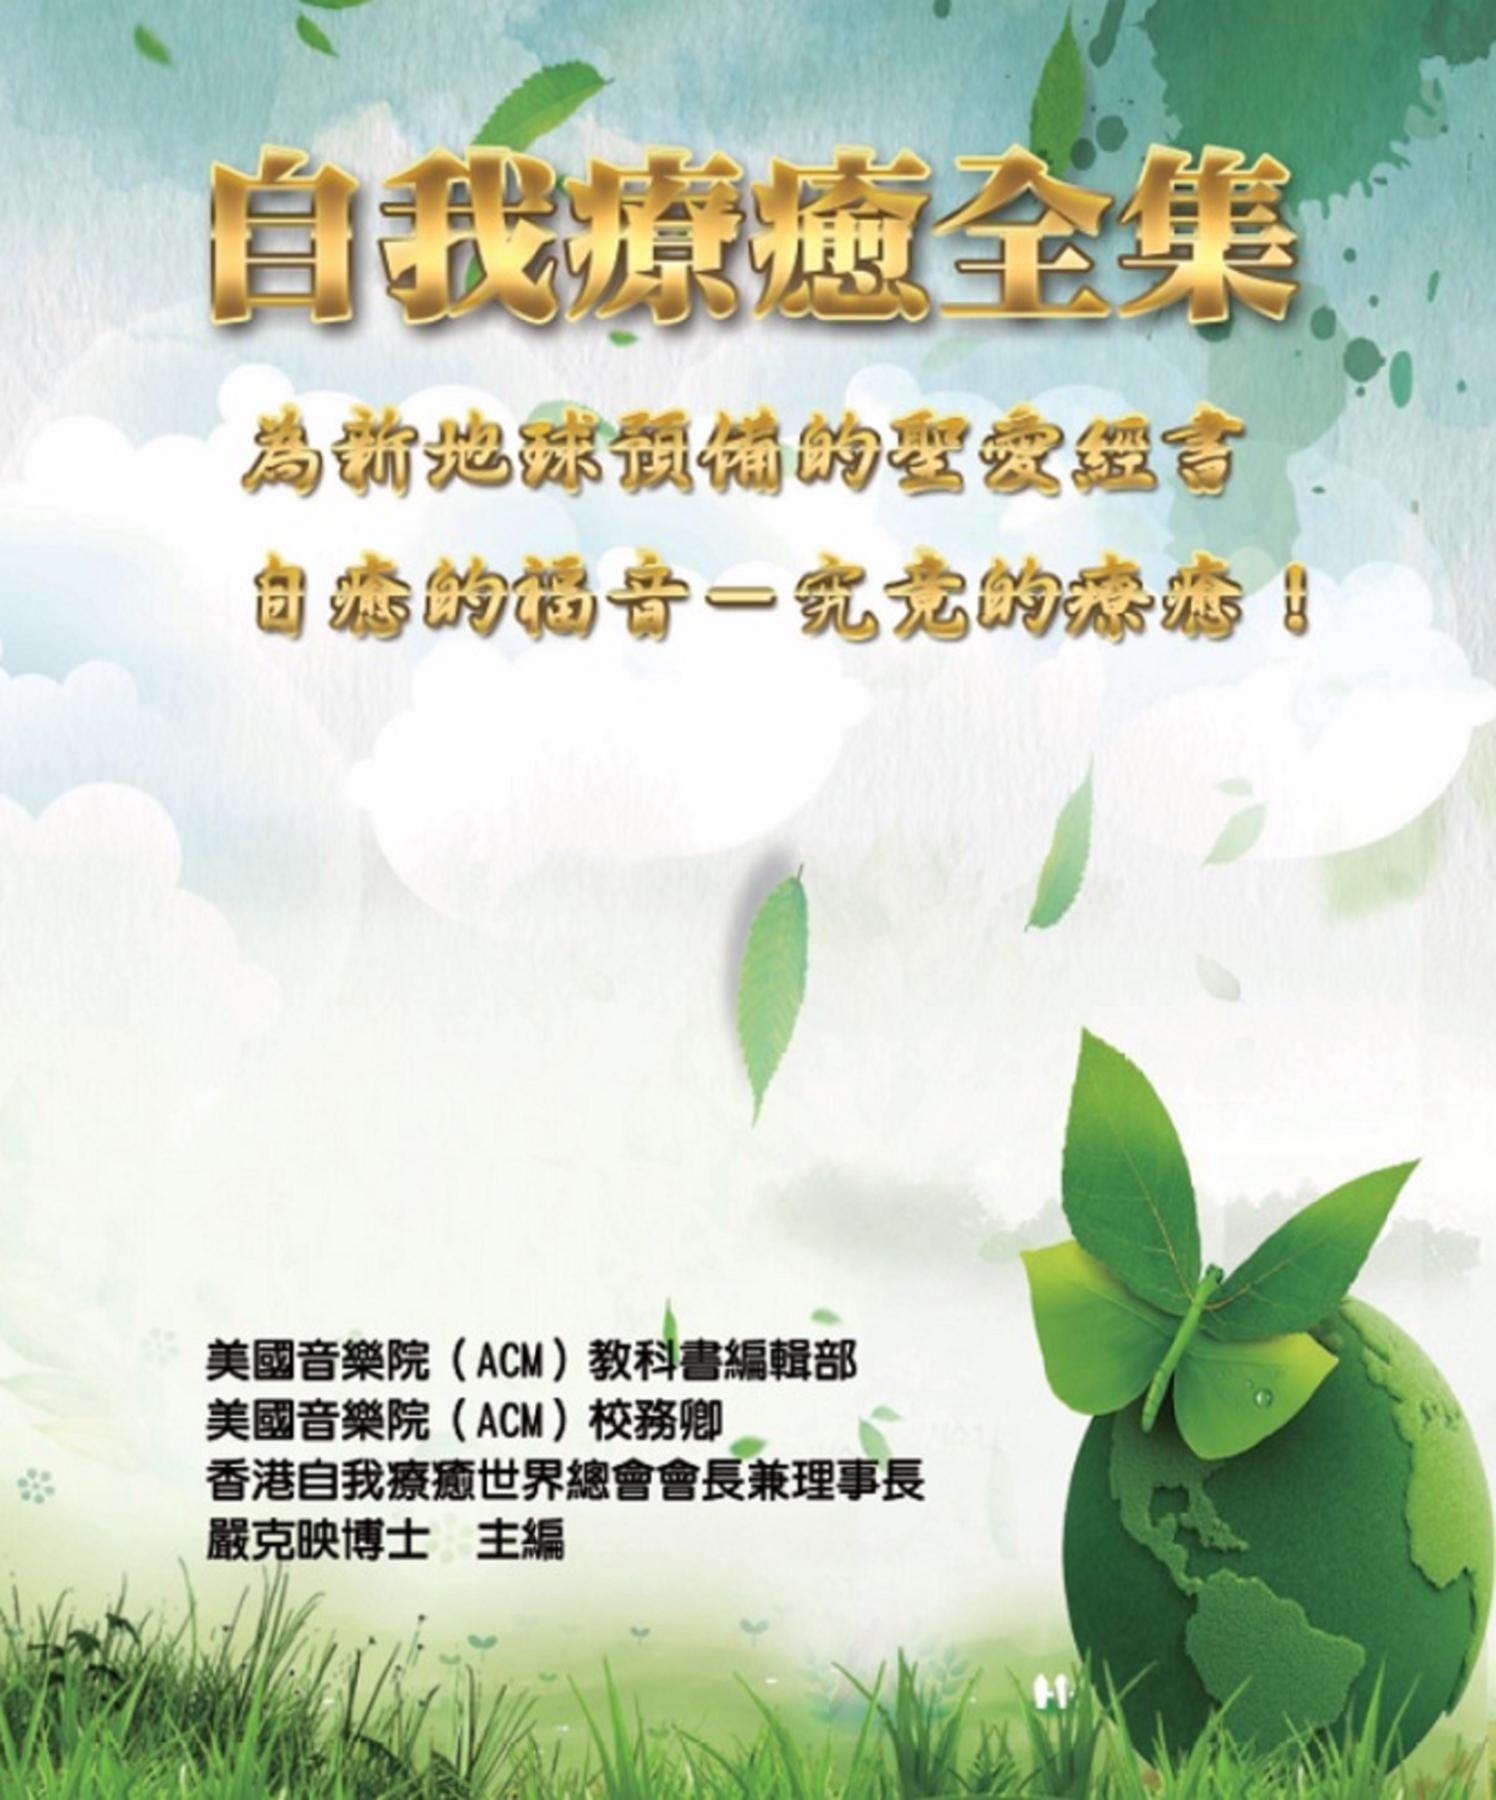 自我療癒全集
為新地球預備的聖愛經書
自癒的福音－究竟的療癒！
美國音樂院（ACM）教科書編輯部
美國音樂院（ACM）校務卿
香港自我療癒世界總會會長兼理事長
嚴克映博士　主編